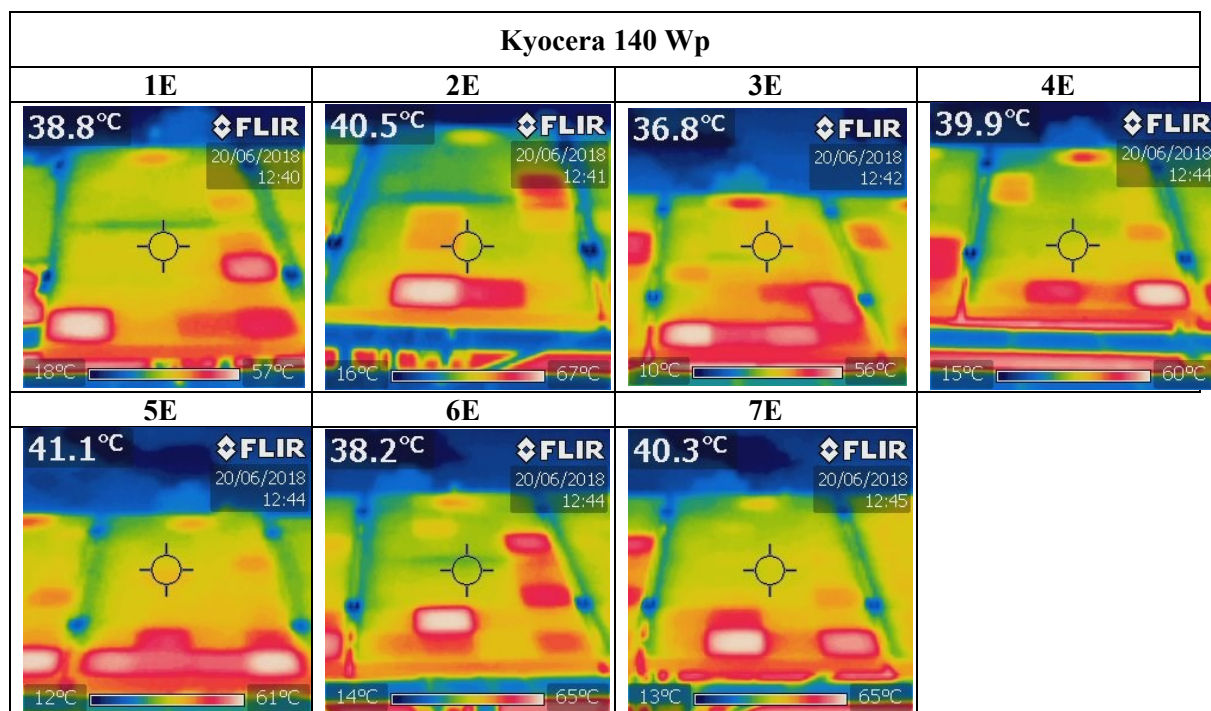 Kyocera 140 Wp
1E 2E 3E 4E
38.8°C FLIR 40.5°C FLIR 36.8°C FLIR 39.9°C FLIR
20/06/2018 20/06/2018 20/06/2018 20/06/2018
12:40 12:41 12:42 12:44
18°C 57°C 16°C 67°C 10°C 56°C 15°C 60°C
5E 6E 7E
41.1°C FLIR 38.2°C FLIR 40.3°C FLIR
20/06/2018 20/06/2018 20/06/2018
12:44 12:44 12:45
12°C 61°C 14°C 65°C 13°C 65°C